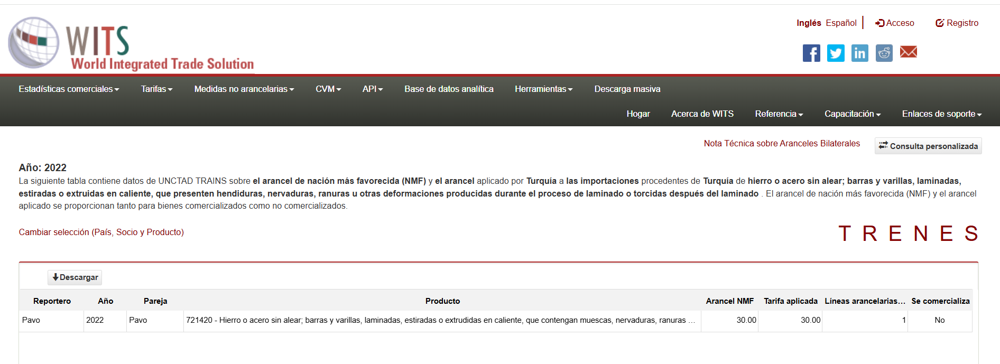 WITS
World Integrated Trade Solution
Inglés Español Acceso Registro
Estadísticas comerciales Tarifas Medidas no arancelarias CVM API Base de datos analítica Herramientas Descarga masiva
Hogar Acerca de WITS Referencia Capacitación Enlaces de soporte
Nota Técnica sobre Aranceles Bilaterales Consulta personalizada
Año: 2022
La siguiente tabla contiene datos de UNCTAD TRAINS sobre el arancel de nación más favorecida (NMF) y el arancel aplicado por Turquía a las importaciones procedentes de Turquía de hierro o acero sin alear; barras y varillas, laminadas,
estiradas o extruidas en caliente, que presenten hendiduras, nervaduras, ranuras u otras deformaciones producidas durante el proceso de laminado o torcidas después del laminado . El arancel de nación más favorecida (NMF) y el arancel
aplicado se proporcionan tanto para bienes comercializados como no comercializados.
Cambiar selección (País, Socio y Producto)
T R E N E S
Descargar
Reportero Año Pareja Producto Arancel NMF Tarifa aplicada Líneas arancelarias... Se comercializa
Pavo 2022 Pavo 721420 - Hierro o acero sin alear; barras y varillas, laminadas, estiradas o extrudidas en caliente, que contengan muescas, nervaduras, ranuras ... 30.00 30.00 1 No